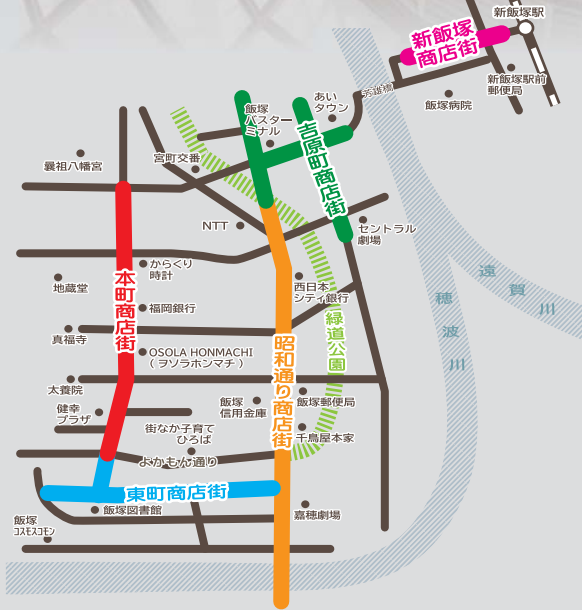 新飯塚駅
新飯塚
商店街
新飯塚駅前
郵便局
飯塚病院
芳雄橋
あい
タウン
飯塚
バスター
ミナル
吉原町商店街
宮町交番
曩祖八幡宮
NTT
セントラル
劇場
からくり
時計
地蔵堂
本町商店街
福岡銀行
西日本
シティ銀行
遠賀川
穂波川
緑道公園
真福寺
OSOLA HONMACHI
(ヲソラホンマチ)
昭和通り商店街
太養院
健幸
プラザ
飯塚
信用金庫
飯塚郵便局
街なか子育て
ひろば
千鳥屋本家
よかもん通り
東町商店街
飯塚図書館
嘉穂劇場
飯塚
コスモスコモン